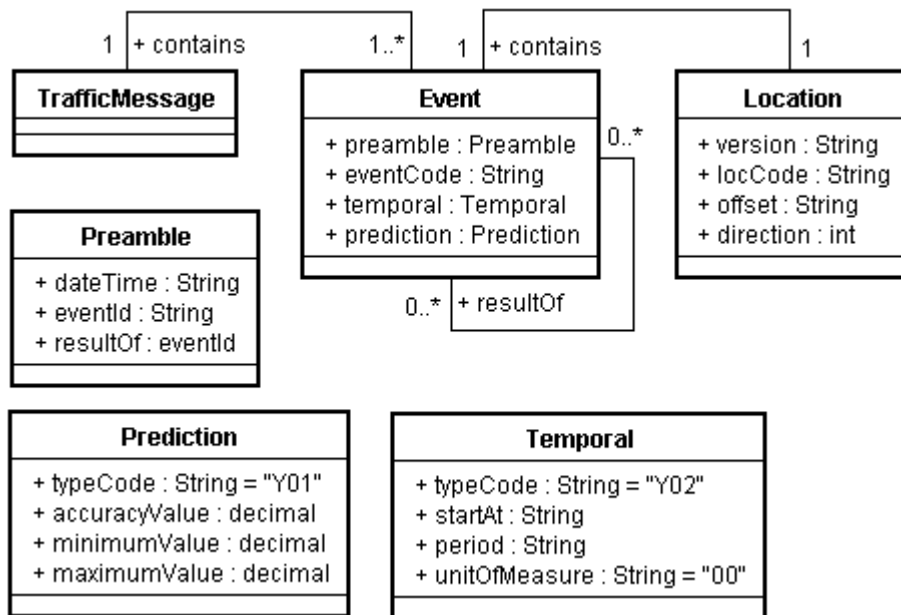 1 + contains
1..*
1 + contains
1
TrafficMessage
Event
+ preamble : Preamble
+ eventCode : String
+ temporal : Temporal
+ prediction : Prediction
0..*
0..* + resultOf
Location
+ version : String
+ locCode : String
+ offset : String
+ direction : int
Preamble
+ dateTime : String
+ eventId : String
+ resultOf : eventId
Prediction
+ typeCode : String = "Y01"
+ accuracyValue : decimal
+ minimumValue : decimal
+ maximumValue : decimal
Temporal
+ typeCode : String = "Y02"
+ startAt : String
+ period : String
+ unitOfMeasure : String = "00"